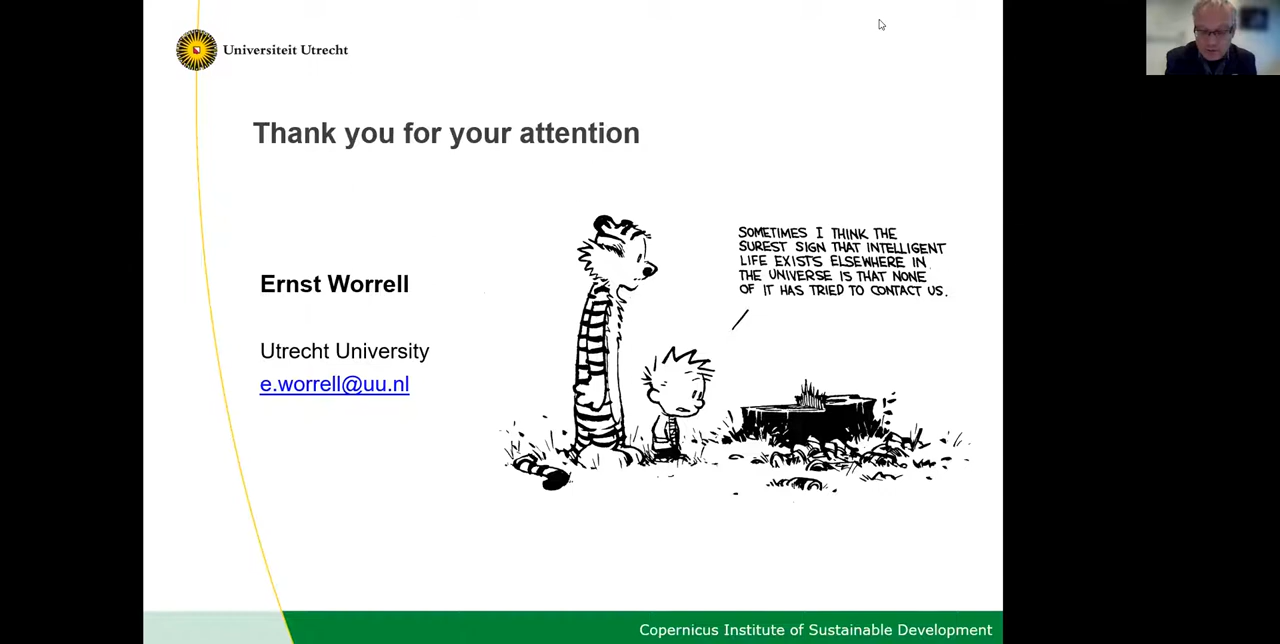 Universiteit Utrecht
Thank you for your attention
SOMETIMES I THINK THE
SUREST SIGN THAT INTELLIGENT
LIFE EXISTS ELSEWHERE IN
THE UNIVERSE IS THAT NONE
OF IT HAS TRIED TO CONTACT US.
Ernst Worrell
Utrecht University
e.worrell@uu.nl
Copernicus Institute of Sustainable Development